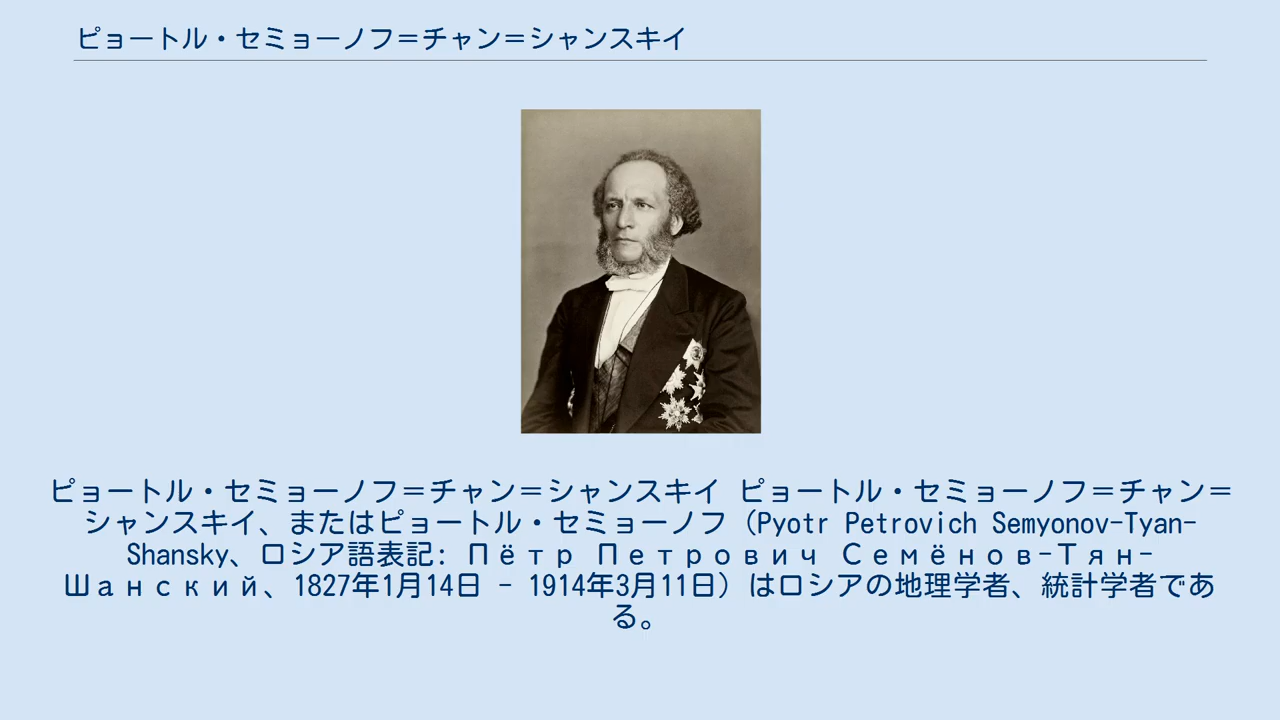 ピョートル・セミョーノフ＝チャン＝シャンスキイ
ピョートル・セミョーノフ＝チャン＝シャンスキイ ピョートル・セミョーノフ＝チャン＝
シャンスキイ、またはピョートル・セミョーノフ（Pyotr Petrovich Semyonov-Tyan-
Shansky、ロシア語表記: Пётр Петрович Семёнов-Тян-
Шанский、1827年1月14日 - 1914年3月11日）はロシアの地理学者、統計学者であ
る。